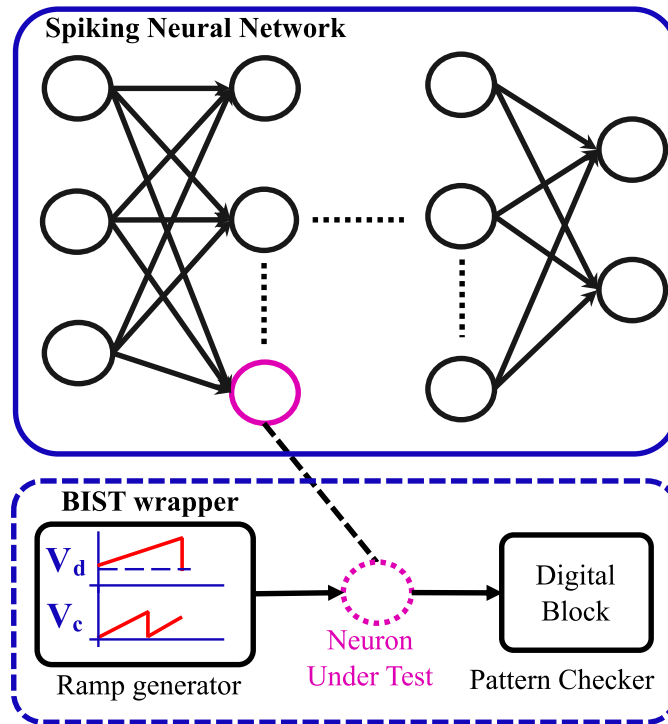 Spiking Neural Network
BIST wrapper
Vd
Vc
Ramp generator
Neuron
Under Test
Digital
Block
Pattern Checker